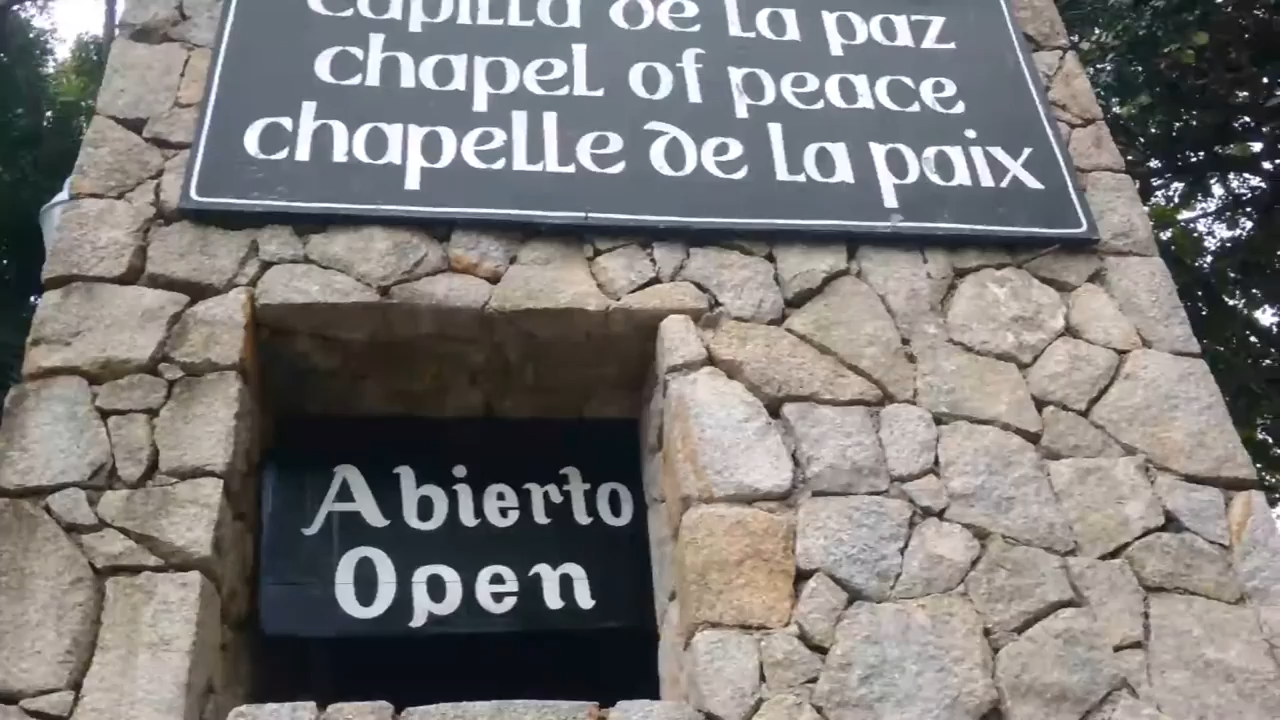 capilla de la paz
chapel of peace
chapelle de la paix
Abierto
Open